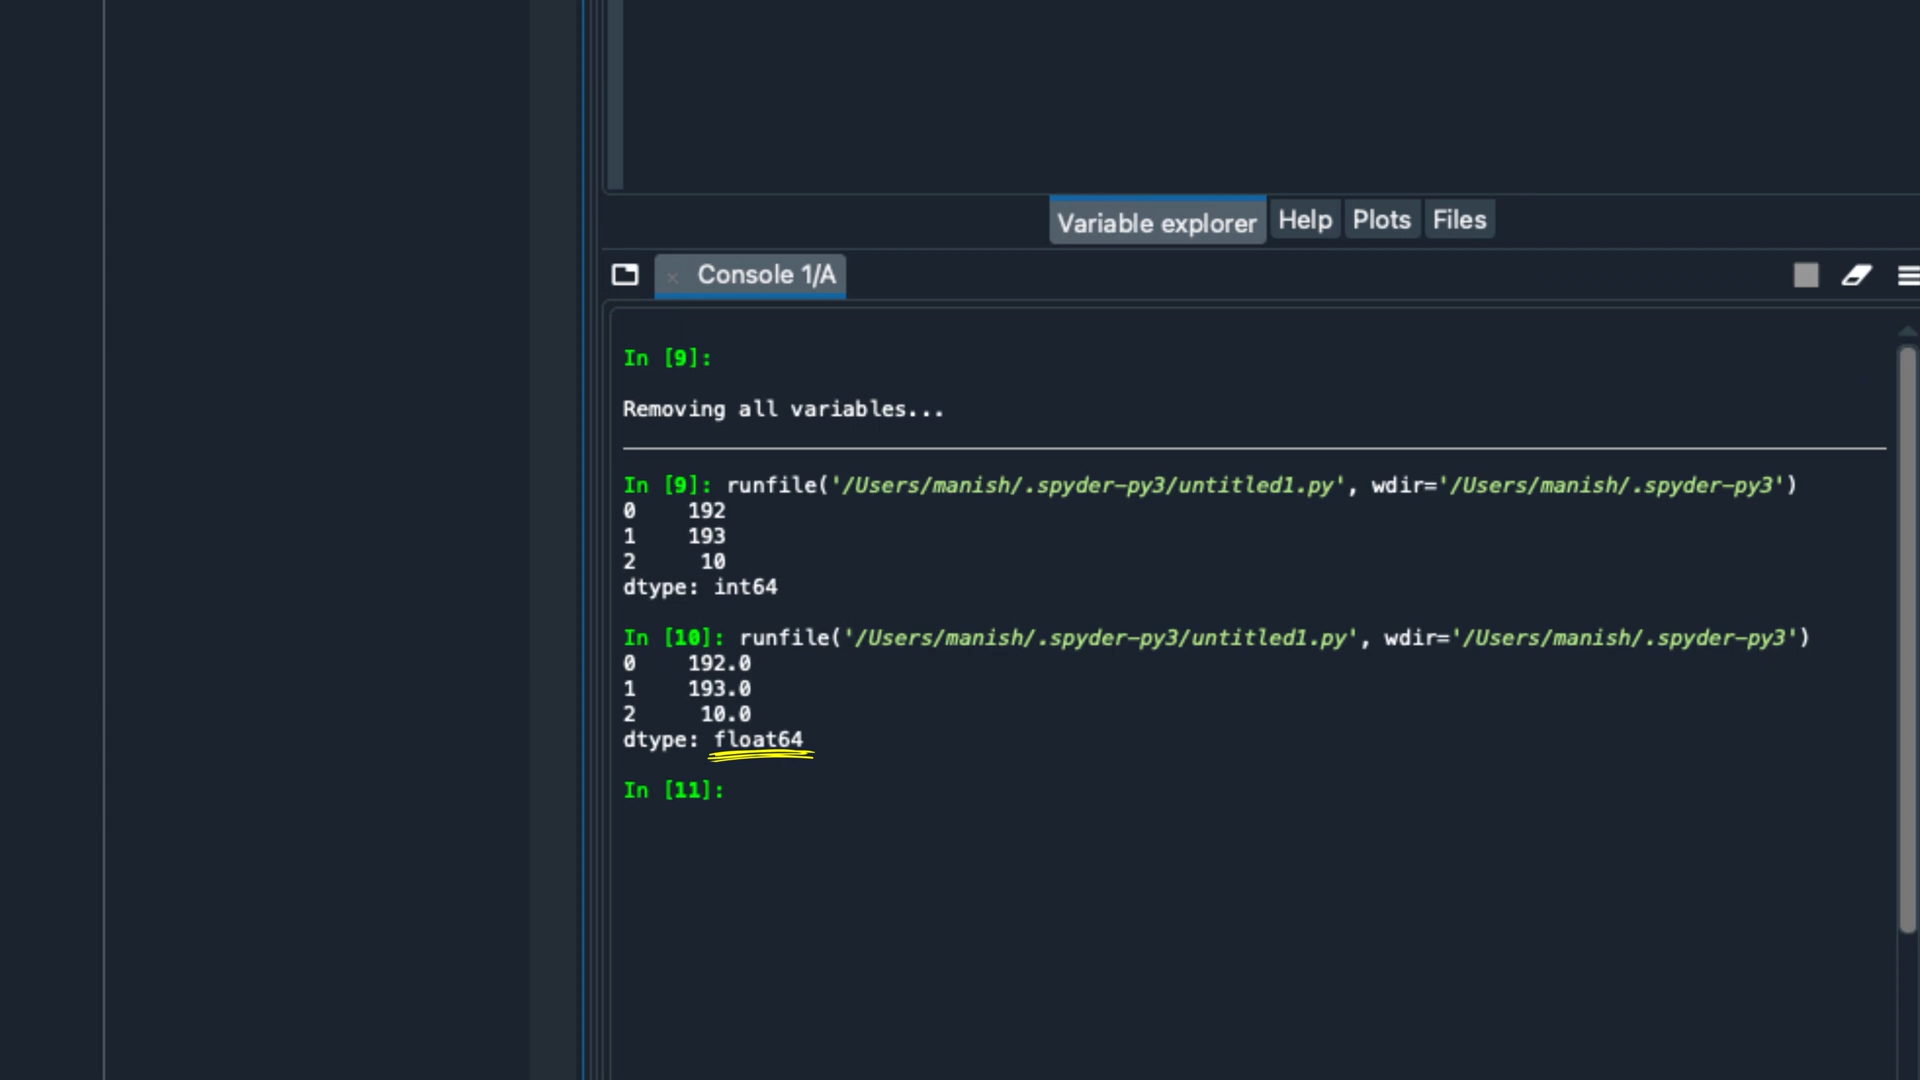 Variable explorer Help Plots Files
Console 1/A
In [9]:
Removing all variables...
In [9]: runfile('/Users/manish/.spyder-py3/untitled1.py', wdir='/Users/manish/.spyder-py3')
0    192
1    193
2     10
dtype: int64
In [10]: runfile('/Users/manish/.spyder-py3/untitled1.py', wdir='/Users/manish/.spyder-py3')
0    192.0
1    193.0
2     10.0
dtype: float64
In [11]: